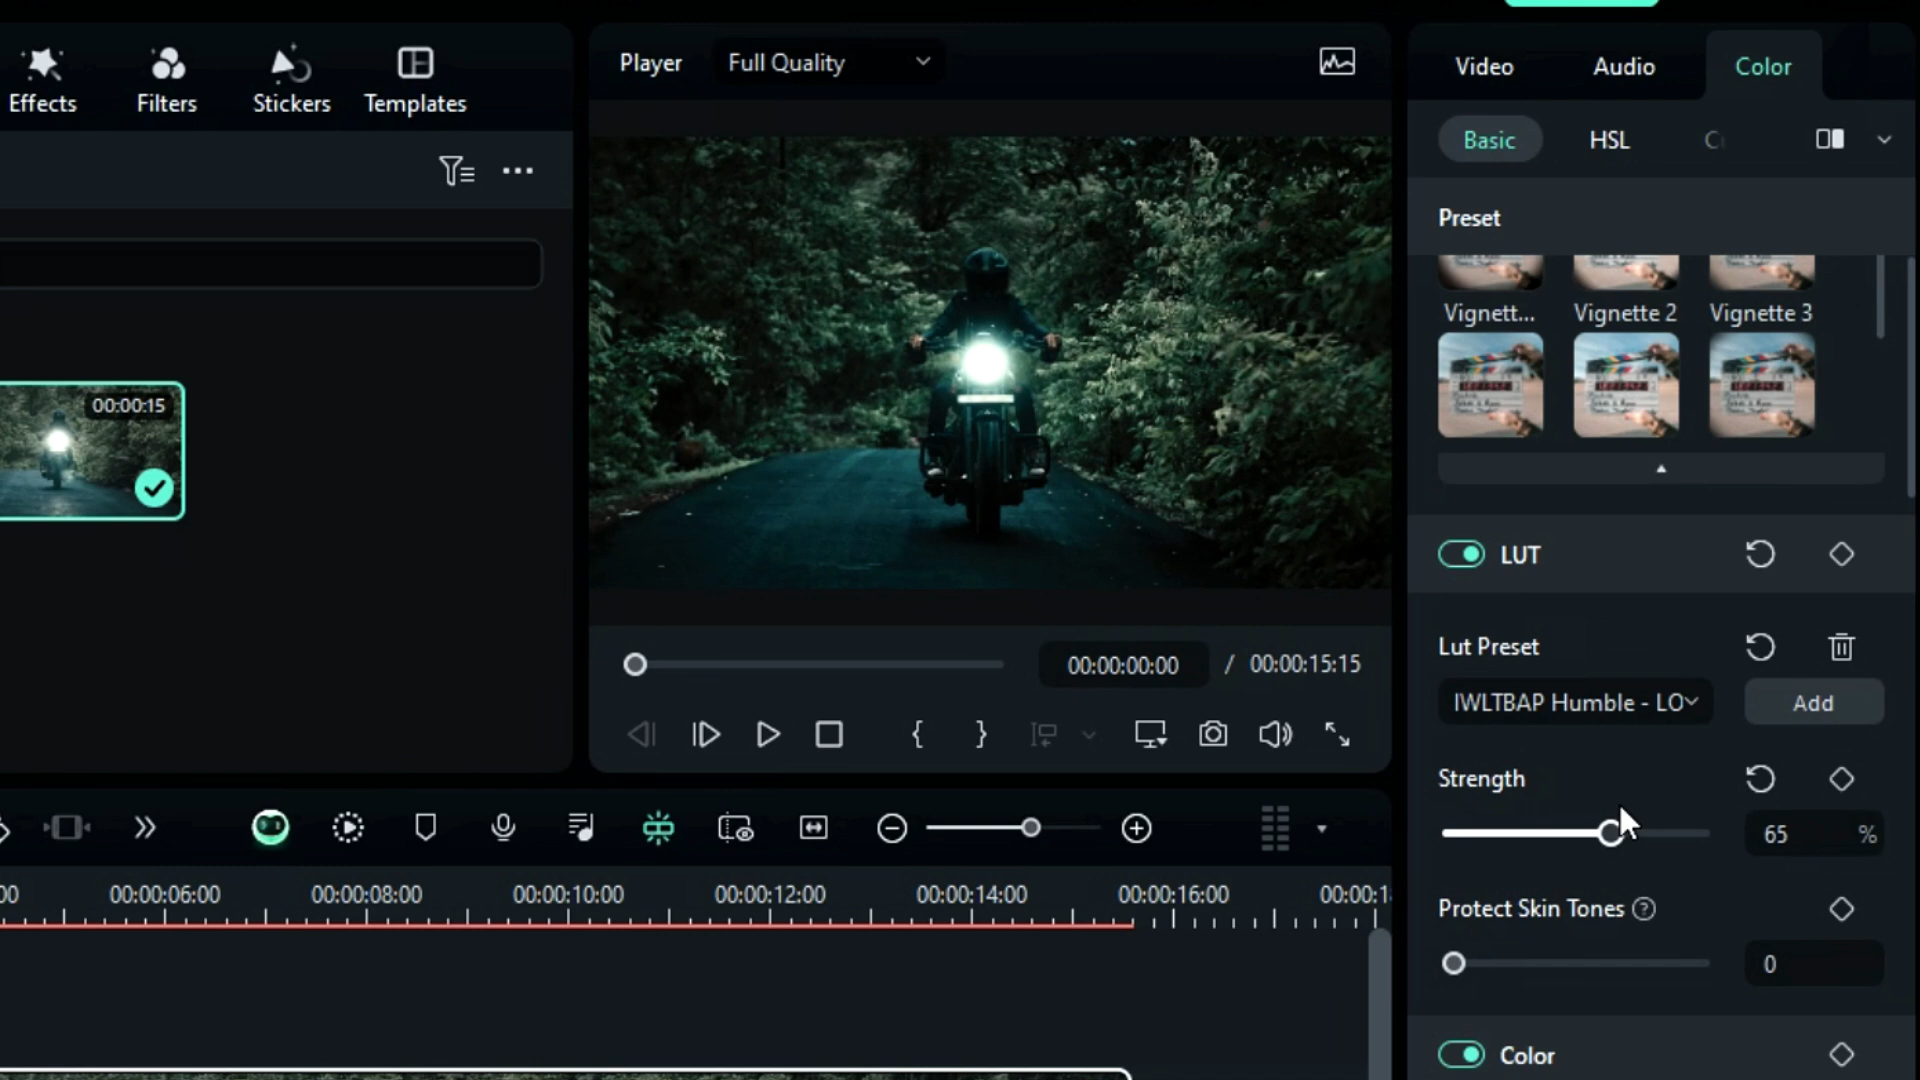 Effects
Filters
Stickers
Templates
Player
Full Quality
Video
Audio
Color
Basic
HSL
Preset
Vignett...
Vignette 2
Vignette 3
00:00:15
LUT
Lut Preset
IWLTBAP Humble - LO
Add
00:00:00:00 / 00:00:15:15
Strength
65 %
Protect Skin Tones
0
Color
00:00:06:00
00:00:08:00
00:00:10:00
00:00:12:00
00:00:14:00
00:00:16:00